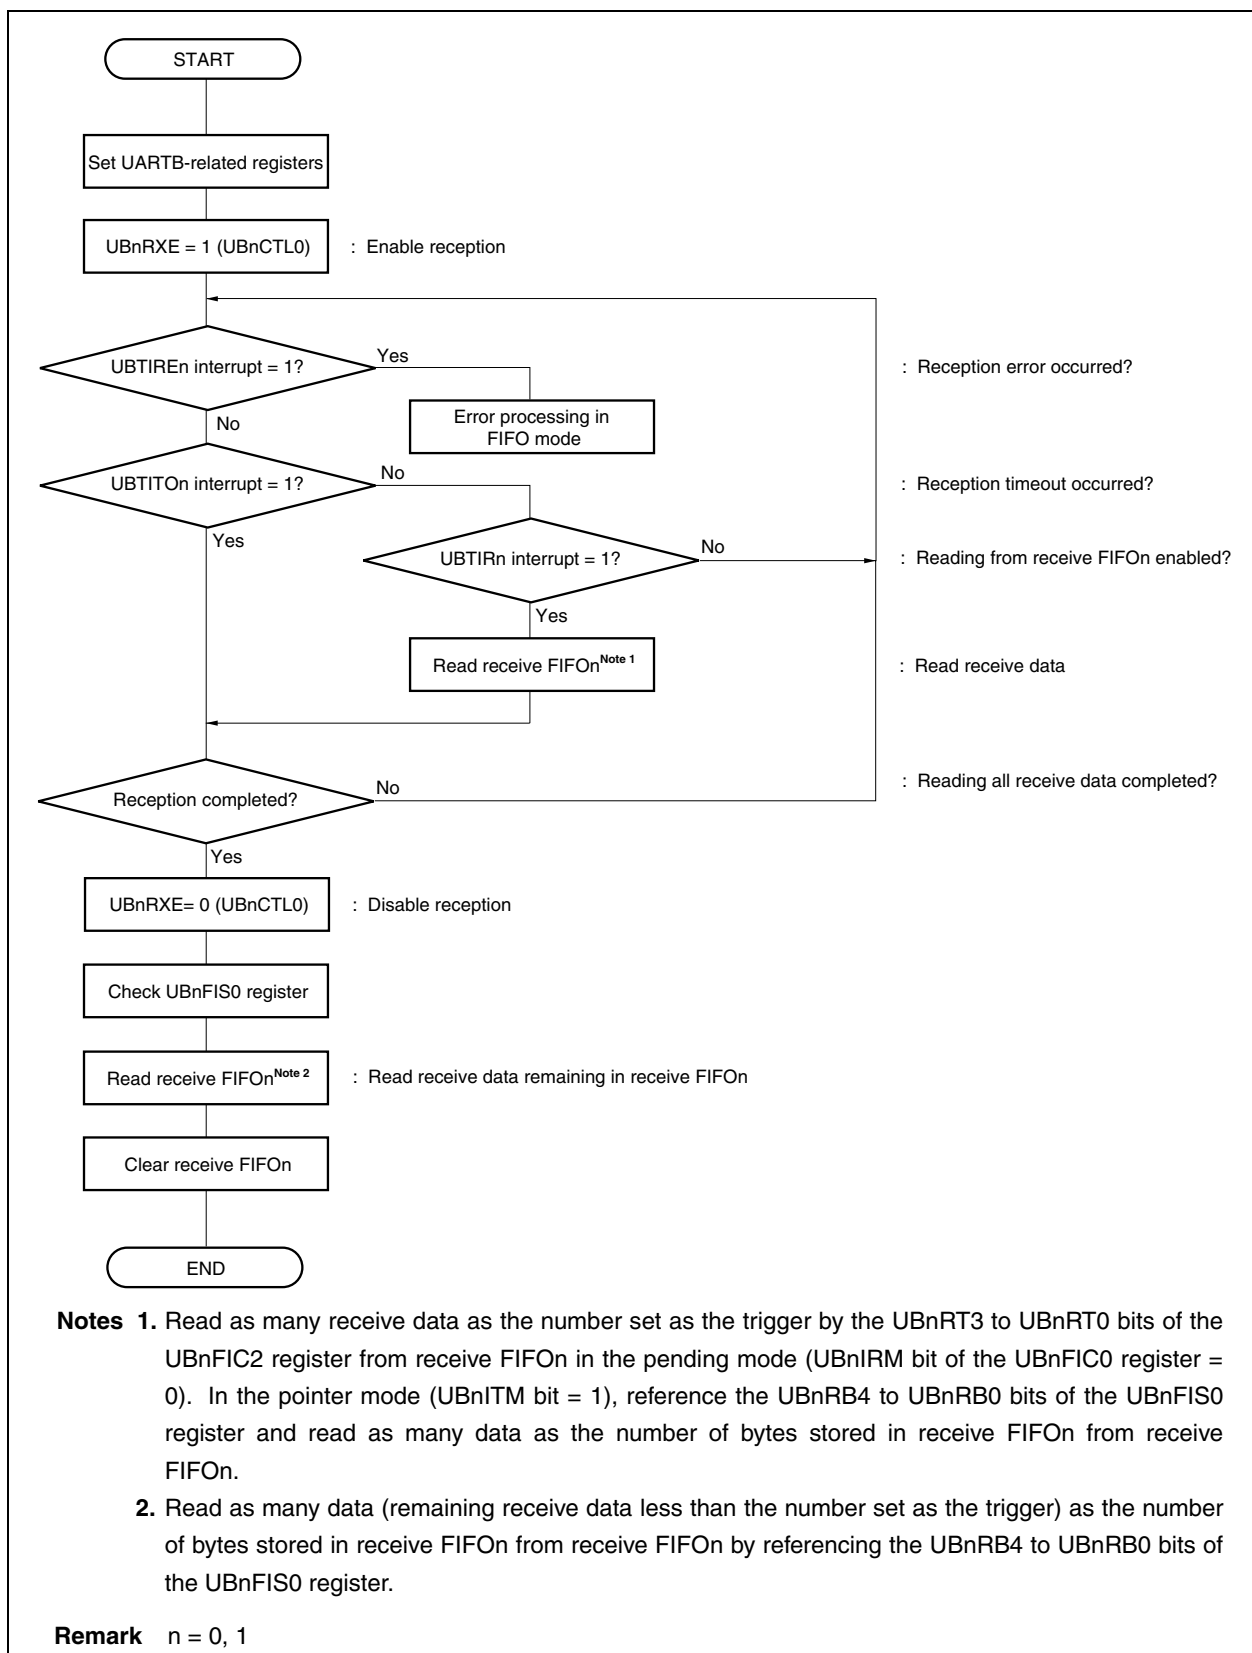 START
Set UARTB-related registers
UBnRXE = 1 (UBnCTL0) : Enable reception
UBTIREn interrupt = 1? Yes : Reception error occurred?
Error processing in
FIFO mode
No
UBTITOn interrupt = 1? No : Reception timeout occurred?
Yes
UBTIRn interrupt = 1? No : Reading from receive FIFOn enabled?
Yes
Read receive FIFOnNote 1 : Read receive data
Reception completed? No : Reading all receive data completed?
Yes
UBnRXE= 0 (UBnCTL0) : Disable reception
Check UBnFIS0 register
Read receive FIFOnNote 2 : Read receive data remaining in receive FIFOn
Clear receive FIFOn
END
Notes 1. Read as many receive data as the number set as the trigger by the UBnRT3 to UBnRT0 bits of the
UBnFIC2 register from receive FIFOn in the pending mode (UBnIRM bit of the UBnFIC0 register =
0). In the pointer mode (UBnITM bit = 1), reference the UBnRB4 to UBnRB0 bits of the UBnFIS0
register and read as many data as the number of bytes stored in receive FIFOn from receive
FIFOn.
2. Read as many data (remaining receive data less than the number set as the trigger) as the number
of bytes stored in receive FIFOn from receive FIFOn by referencing the UBnRB4 to UBnRB0 bits of
the UBnFIS0 register.
Remark n = 0, 1